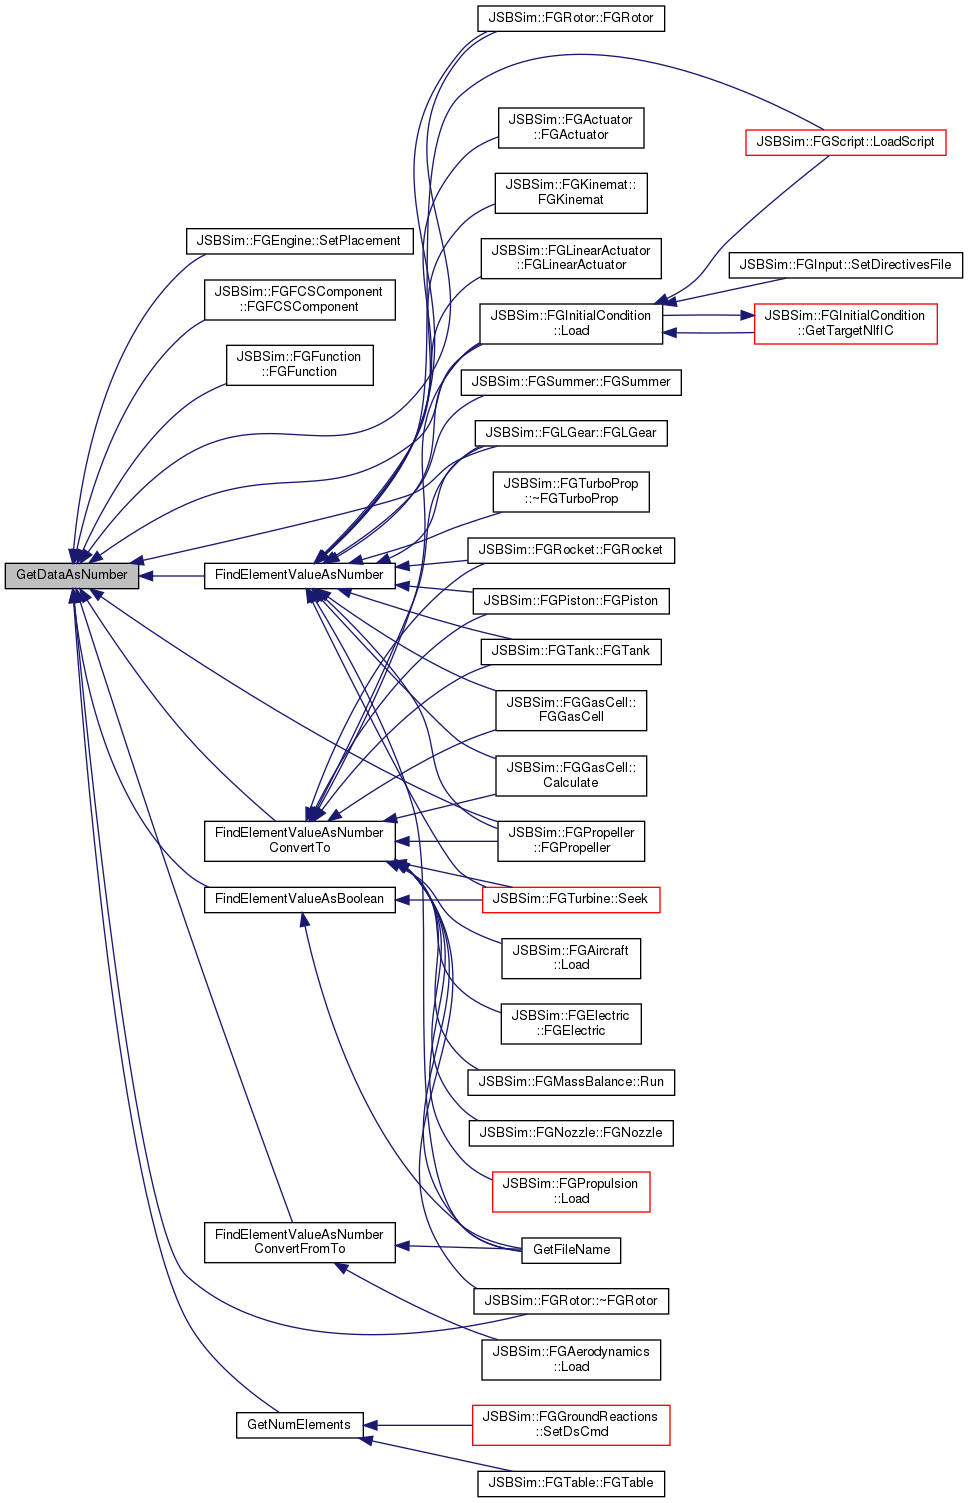 JSBSim::FGRotor::FGRotor
JSBSim::FGActuator
::FGActuator
JSBSim::FGScript::LoadScript
JSBSim::FGKinemat::
FGKinemat
JSBSim::FGEngine::SetPlacement
JSBSim::FGLinearActuator
::FGLinearActuator
JSBSim::FGInput::SetDirectivesFile
JSBSim::FGFCSComponent
::FGFCSComponent
JSBSim::FGInitialCondition
::Load
JSBSim::FGInitialCondition
::GetTargetNlfIC
JSBSim::FGFunction
::FGFunction
JSBSim::FGSummer::FGSummer
JSBSim::FGLGear::FGLGear
JSBSim::FGTurboProp
::~FGTurboProp
JSBSim::FGRocket::FGRocket
GetDataAsNumber
FindElementValueAsNumber
JSBSim::FGPiston::FGPiston
JSBSim::FGTank::FGTank
JSBSim::FGGasCell::
FGGasCell
JSBSim::FGGasCell::
Calculate
FindElementValueAsNumber
ConvertTo
JSBSim::FGPropeller
::FGPropeller
FindElementValueAsBoolean
JSBSim::FGTurbine::Seek
JSBSim::FGAircraft
::Load
JSBSim::FGElectric
::FGElectric
JSBSim::FGMassBalance::Run
JSBSim::FGNozzle::FGNozzle
JSBSim::FGPropulsion
::Load
FindElementValueAsNumber
ConvertFromTo
GetFileName
JSBSim::FGRotor::~FGRotor
JSBSim::FGAerodynamics
::Load
GetNumElements
JSBSim::FGGroundReactions
::SetDsCmd
JSBSim::FGTable::FGTable